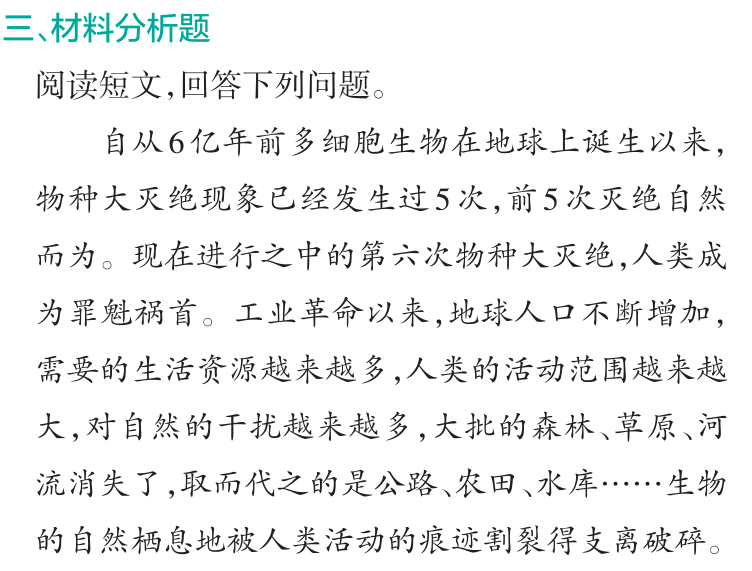 三、材料分析题
阅读短文,回答下列问题。
自从6亿年前多细胞生物在地球上诞生以来,
物种大灭绝现象已经发生过5次,前5次灭绝自然
而为。现在进行之中的第六次物种大灭绝,人类成
为罪魁祸首。工业革命以来,地球人口不断增加,
需要的生活资源越来越多,人类的活动范围越来越
大,对自然的干扰越来越多,大批的森林、草原、河
流消失了,取而代之的是公路、农田、水库……生物
的自然栖息地被人类活动的痕迹割裂得支离破碎。